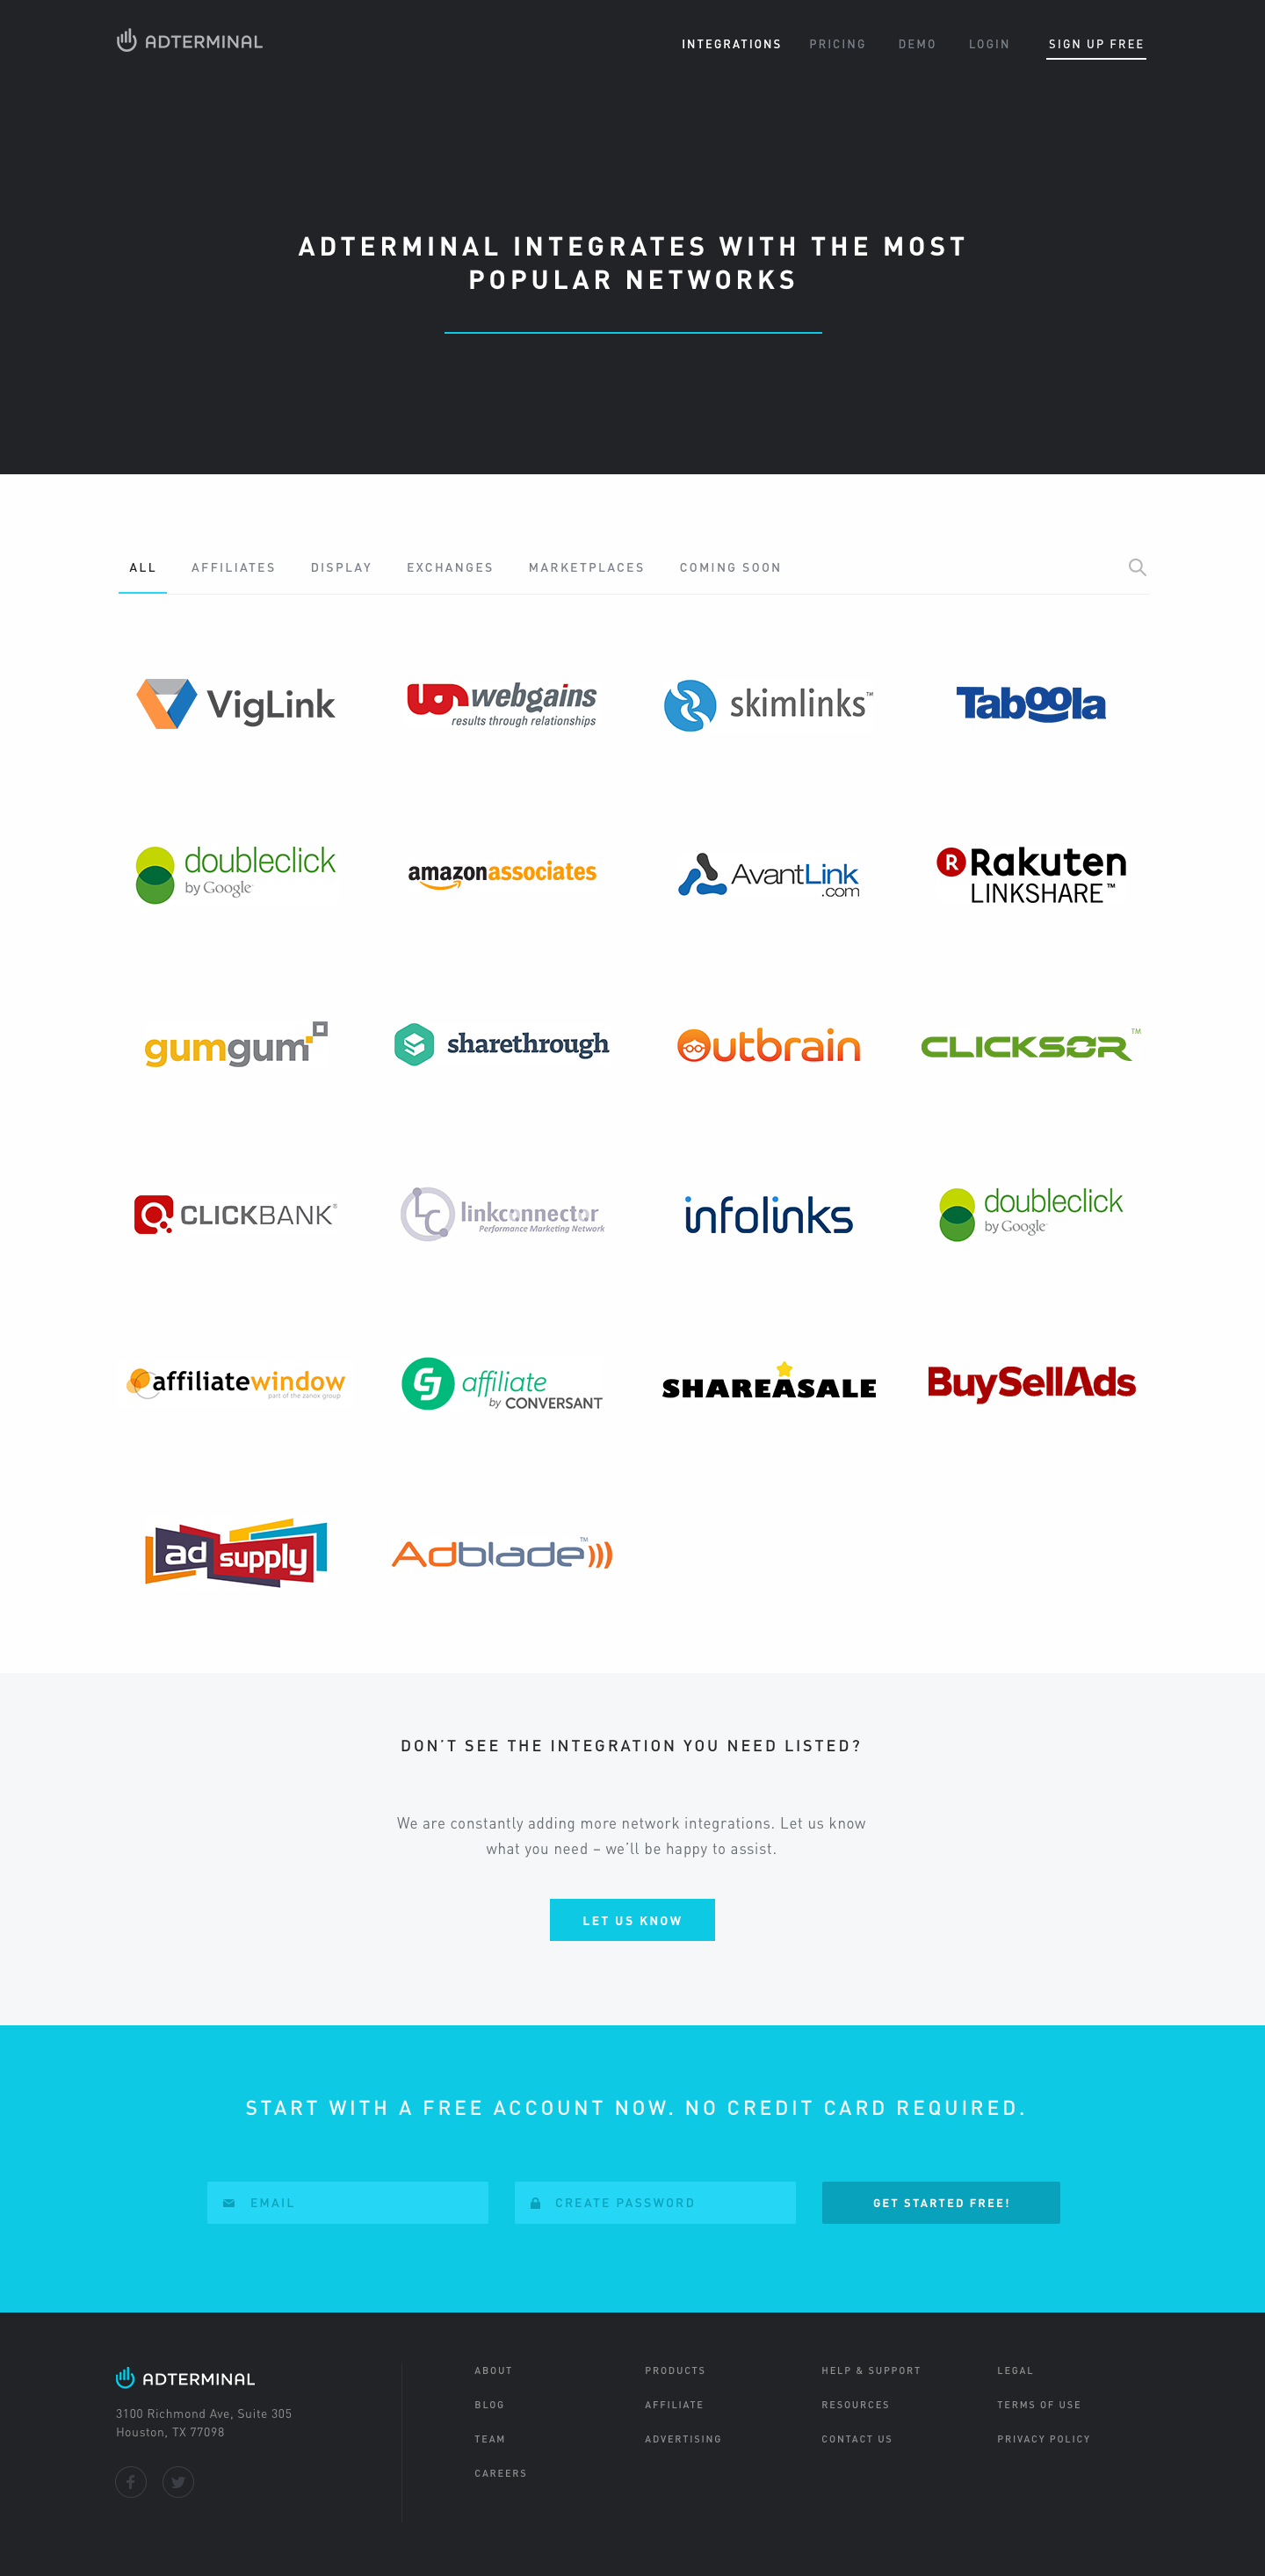 ADTERMINAL
INTEGRATIONS PRICING DEMO LOGIN SIGN UP FREE
ADTERMINAL INTEGRATES WITH THE MOST
POPULAR NETWORKS
ALL AFFILIATES DISPLAY EXCHANGES MARKETPLACES COMING SOON
VigLink
webgains
results through relationships
skimlinks™
Taboola
doubleclick
by Google
amazonassociates
AvantLink
.com
R Rakuten
LINKSHARE™
gumgum
sharethrough
Outbrain
CLICKSOR™
CLICKBANK®
LC linkconnector
Performance Marketing Network
infolinks
doubleclick
by Google
affiliatewindow
part of the zanox group
affiliate
by CONVERSANT
SHAREASALE
BuySellAds
ad supply
Adblade™
DON'T SEE THE INTEGRATION YOU NEED LISTED?
We are constantly adding more network integrations. Let us know
what you need – we'll be happy to assist.
LET US KNOW
START WITH A FREE ACCOUNT NOW. NO CREDIT CARD REQUIRED.
EMAIL CREATE PASSWORD GET STARTED FREE!
ADTERMINAL
3100 Richmond Ave, Suite 305
Houston, TX 77098
ABOUT
BLOG
TEAM
CAREERS
PRODUCTS
AFFILIATE
ADVERTISING
HELP & SUPPORT
RESOURCES
CONTACT US
LEGAL
TERMS OF USE
PRIVACY POLICY